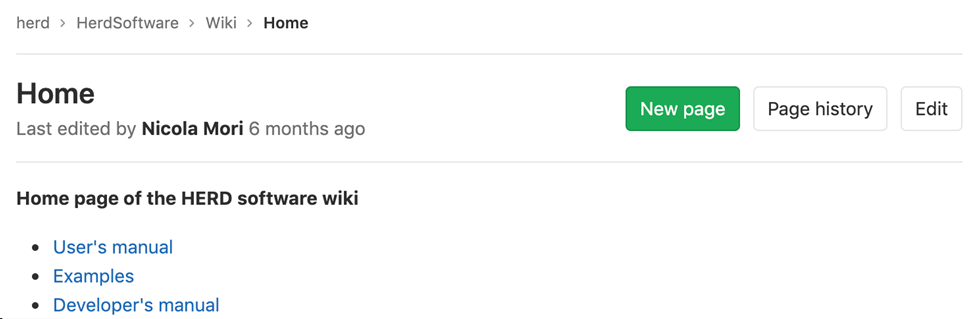 herd > HerdSoftware > Wiki > Home
Home
Last edited by Nicola Mori 6 months ago
New page
Page history
Edit
Home page of the HERD software wiki
• User's manual
• Examples
• Developer's manual